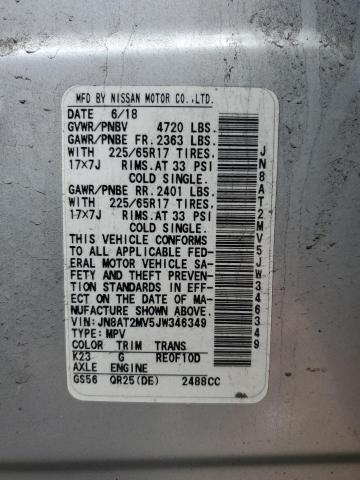 MFD BY NISSAN MOTOR CO.,LTD.
DATE 6/18
GVWR/PNBV 4720 LBS.
GAWR/PNBE FR. 2363 LBS.
WITH 225/65R17 TIRES,
17×7J RIMS.AT 33 PSI
COLD SINGLE.
GAWR/PNBE RR. 2401 LBS.
WITH 225/65R17 TIRES,
17×7J RIMS.AT 33 PSI
COLD SINGLE.
THIS VEHICLE CONFORMS
TO ALL APPLICABLE FED-
ERAL MOTOR VEHICLE SA-
FETY AND THEFT PREVEN-
TION STANDARDS IN EFF-
ECT ON THE DATE OF MA-
NUFACTURE SHOWN ABOVE
VIN: JN8AT2MV5JW346349
TYPE: MPV
COLOR TRIM TRANS
K23 G RE0F10D
AXLE ENGINE
GS56 QR25(DE) 2488CC
JN8AT2MV5JW346349